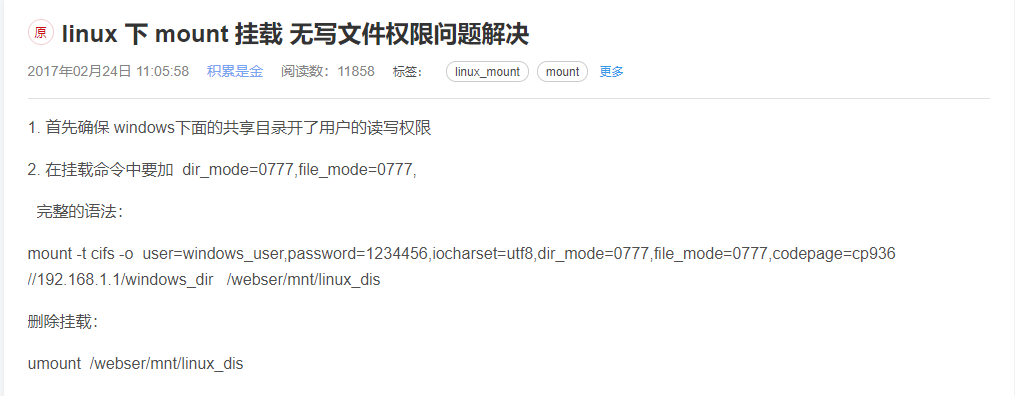 原 linux 下 mount 挂载 无写文件权限问题解决
2017年02月24日 11:05:58 积累是金 阅读数：11858 标签： linux_mount mount 更多
1. 首先确保 windows下面的共享目录开了用户的读写权限
2. 在挂载命令中要加 dir_mode=0777,file_mode=0777,
完整的语法：
mount -t cifs -o user=windows_user,password=1234456,iocharset=utf8,dir_mode=0777,file_mode=0777,codepage=cp936
//192.168.1.1/windows_dir /webser/mnt/linux_dis
删除挂载：
umount /webser/mnt/linux_dis